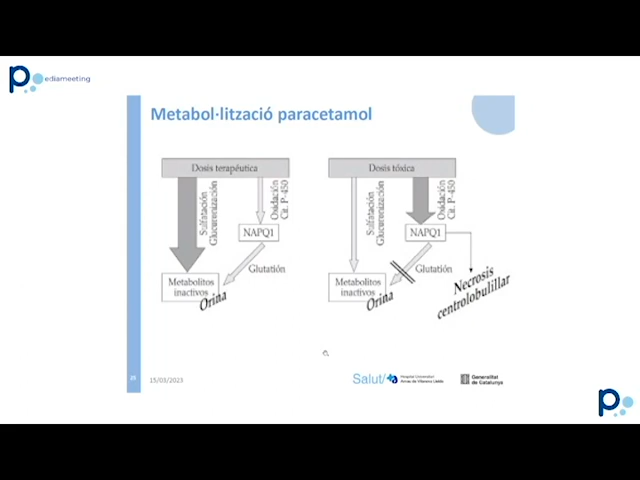 Pediameeting
Metabol·lització paracetamol
Dosis terapéutica
Sulfatación
Glucuronización
Oxidación
Cit. P-450
NAPQ1
Glutatión
Metabolitos
inactivos
Orina
Dosis tóxica
Sulfatación
Glucuronización
Oxidación
Cit. P-450
NAPQ1
Glutatión
Metabolitos
inactivos
Orina
Necrosis
centrolobulillar
15/03/2023
Salut/
Hospital Universitari
Arnau de Vilanova Lleida
Generalitat
de Catalunya
p